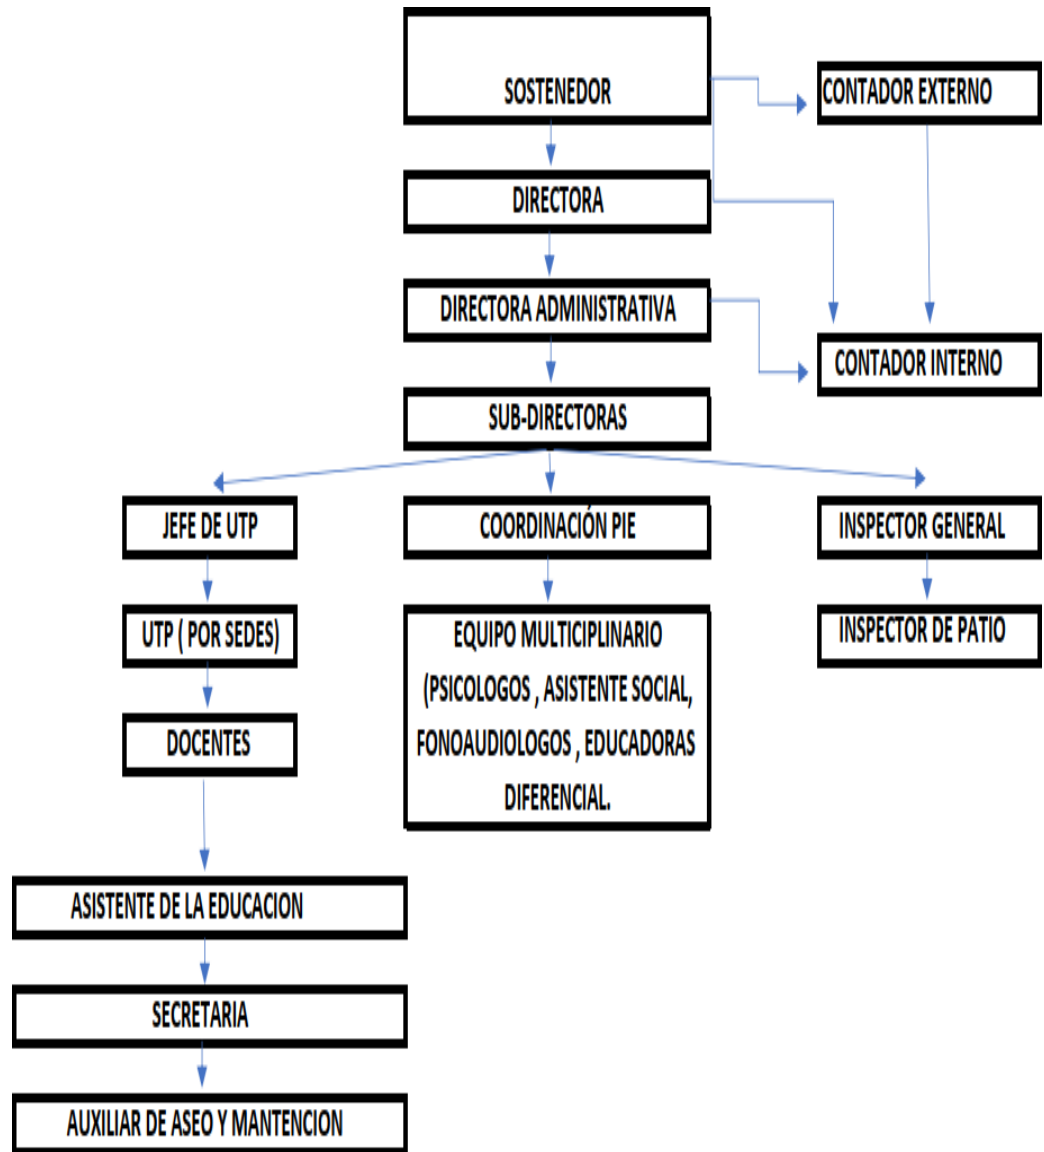 SOSTENEDOR
CONTADOR EXTERNO
DIRECTORA
DIRECTORA ADMINISTRATIVA
CONTADOR INTERNO
SUB-DIRECTORAS
JEFE DE UTP
COORDINACIÓN PIE
INSPECTOR GENERAL
UTP ( POR SEDES)
EQUIPO MULTICIPLINARIO
(PSICOLOGOS , ASISTENTE SOCIAL,
FONOAUDIOLOGOS , EDUCADORAS
DIFERENCIAL.
INSPECTOR DE PATIO
DOCENTES
ASISTENTE DE LA EDUCACION
SECRETARIA
AUXILIAR DE ASEO Y MANTENCION